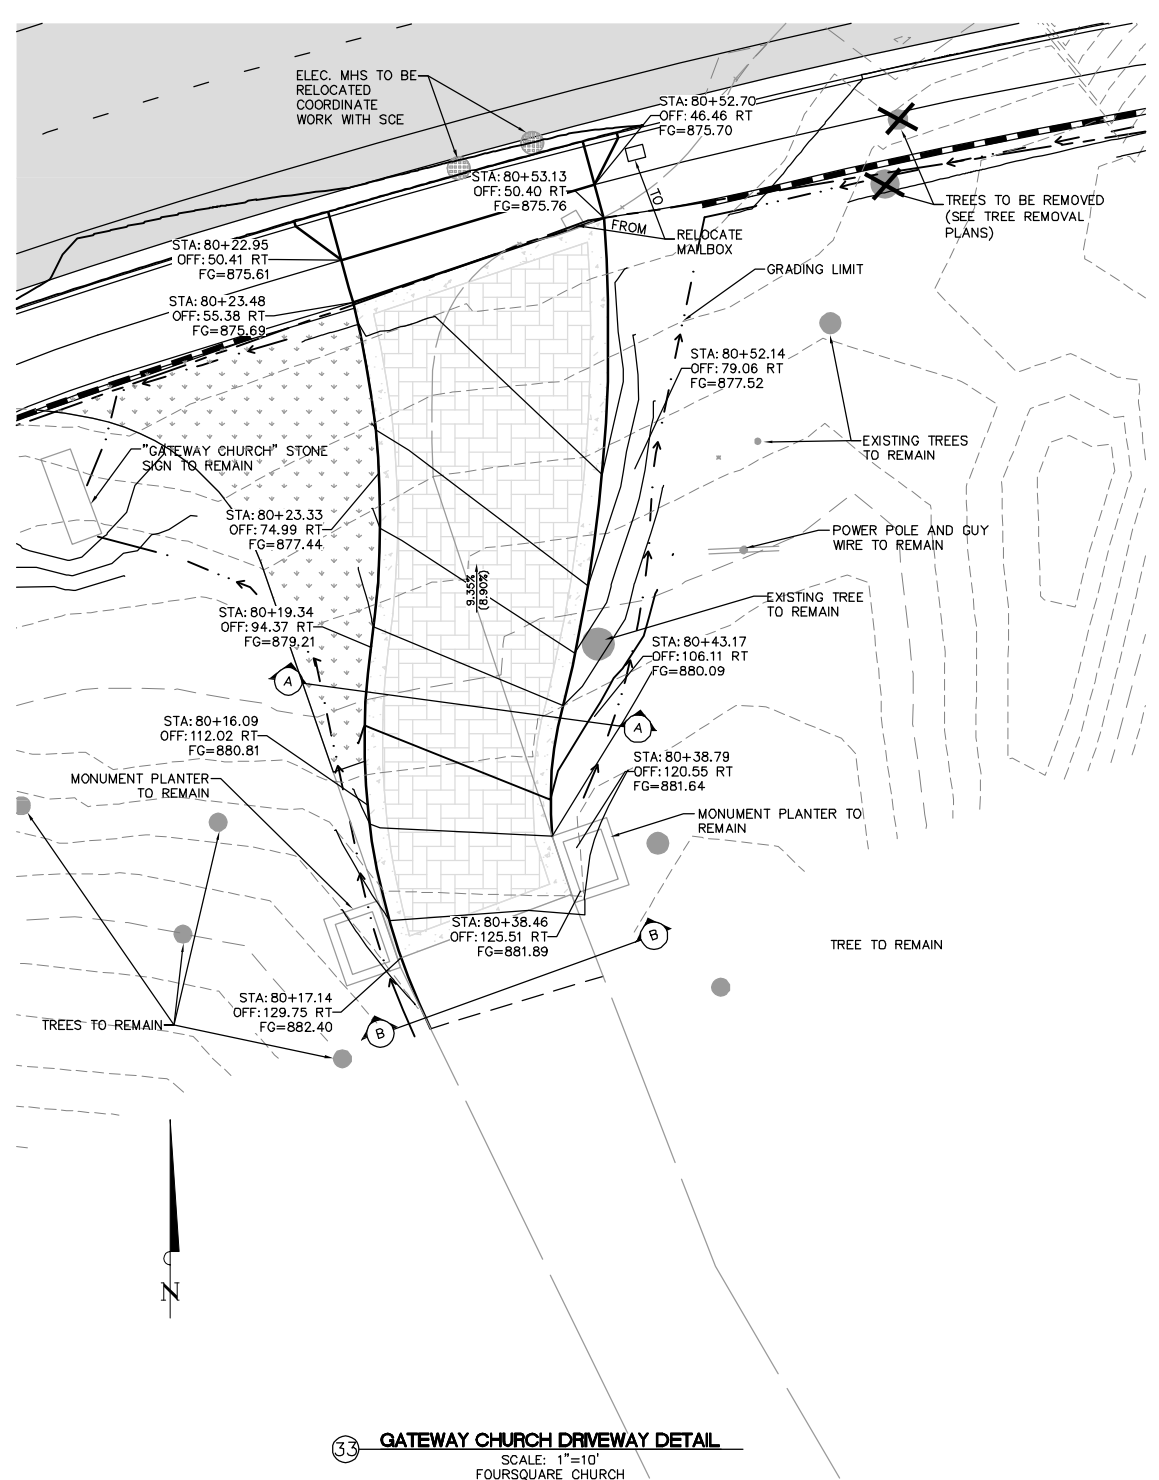 ELEC. MHS TO BE
RELOCATED
COORDINATE
WORK WITH SCE
STA: 80+52.70
OFF: 46.46 RT
FG=875.70
STA: 80+53.13
OFF: 50.40 RT
FG=875.76
TO
FROM
RELOCATE
MAILBOX
TREES TO BE REMOVED
(SEE TREE REMOVAL
PLANS)
STA: 80+22.95
OFF: 50.41 RT
FG=875.61
GRADING LIMIT
STA: 80+23.48
OFF: 55.38 RT
FG=875.69
STA: 80+52.14
OFF: 79.06 RT
FG=877.52
"GATEWAY CHURCH" STONE
SIGN TO REMAIN
EXISTING TREES
TO REMAIN
STA: 80+23.33
OFF: 74.99 RT
FG=877.44
POWER POLE AND GUY
WIRE TO REMAIN
9.35%
(8.90%)
EXISTING TREE
TO REMAIN
STA: 80+19.34
OFF: 94.37 RT
FG=879.21
STA: 80+43.17
OFF: 106.11 RT
FG=880.09
A
A
STA: 80+16.09
OFF: 112.02 RT
FG=880.81
STA: 80+38.79
OFF: 120.55 RT
FG=881.64
MONUMENT PLANTER
TO REMAIN
MONUMENT PLANTER TO
REMAIN
STA: 80+38.46
OFF: 125.51 RT
FG=881.89
B
TREE TO REMAIN
STA: 80+17.14
OFF: 129.75 RT
FG=882.40
TREES TO REMAIN
B
N
33
GATEWAY CHURCH DRIVEWAY DETAIL
SCALE: 1"=10'
FOURSQUARE CHURCH